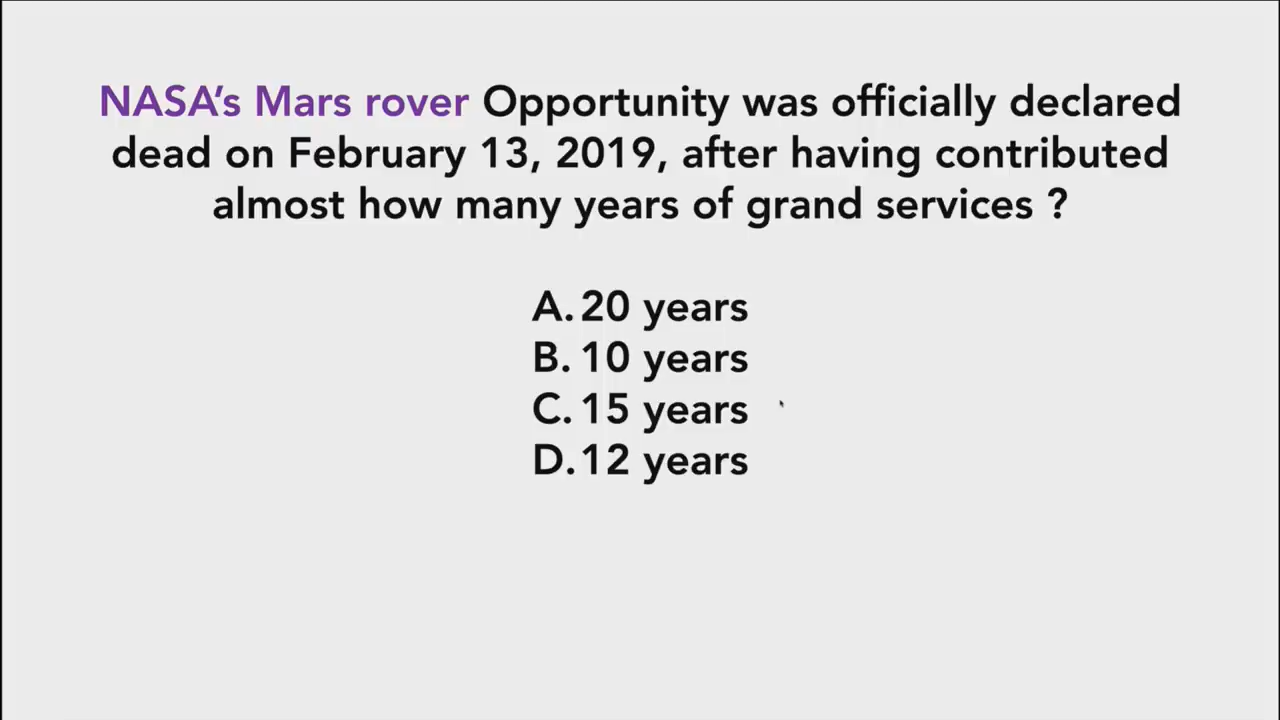 NASA‘s Mars rover Opportunity was officially declared
dead on February 13, 2019, after having contributed
almost how many years of grand services ?
A. 20 years
B. 10 years
C. 15 years
D. 12 years